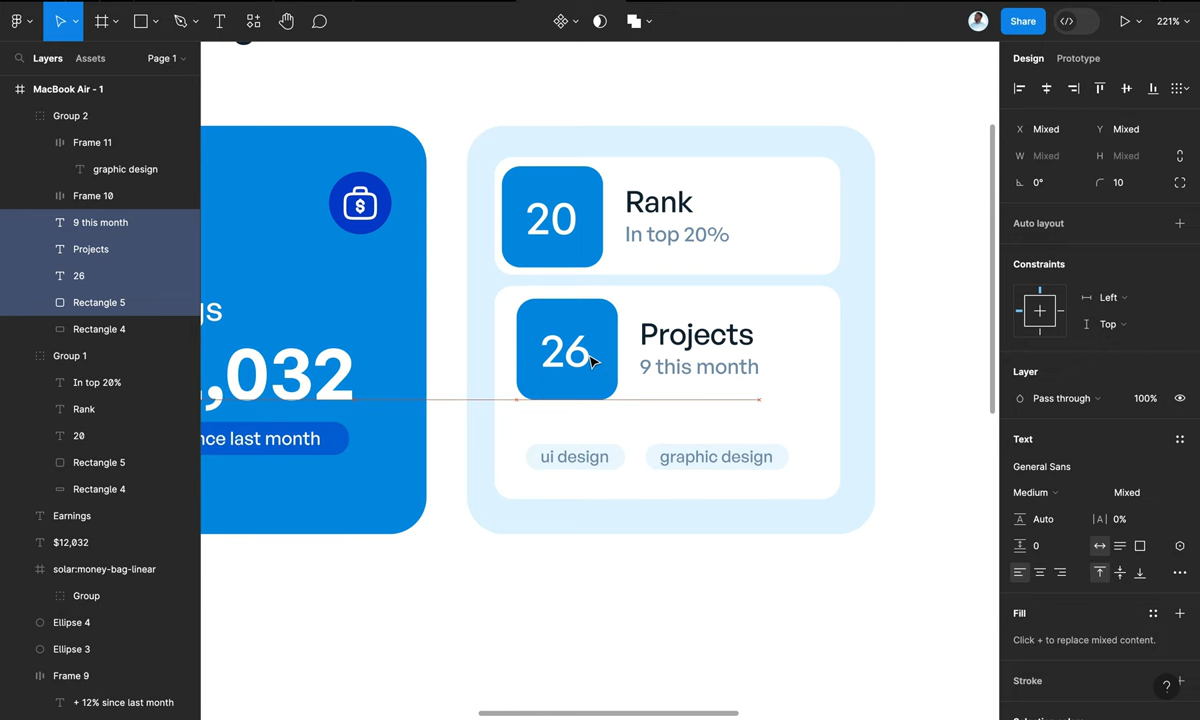 Share
221%
Layers
Assets
Page 1
MacBook Air - 1
Group 2
Frame 11
graphic design
Frame 10
9 this month
Projects
26
Rectangle 5
Rectangle 4
Group 1
In top 20%
Rank
20
Rectangle 5
Rectangle 4
Earnings
$12,032
solar:money-bag-linear
Group
Ellipse 4
Ellipse 3
Frame 9
+ 12% since last month
$
gs
,032
nce last month
20
Rank
In top 20%
26
Projects
9 this month
ui design
graphic design
Design
Prototype
X Mixed
Y Mixed
W Mixed
H Mixed
0°
10
Auto layout
Constraints
Left
Top
Layer
Pass through
100%
Text
General Sans
Medium
Mixed
Auto
0%
0
Fill
Click + to replace mixed content.
Stroke
?